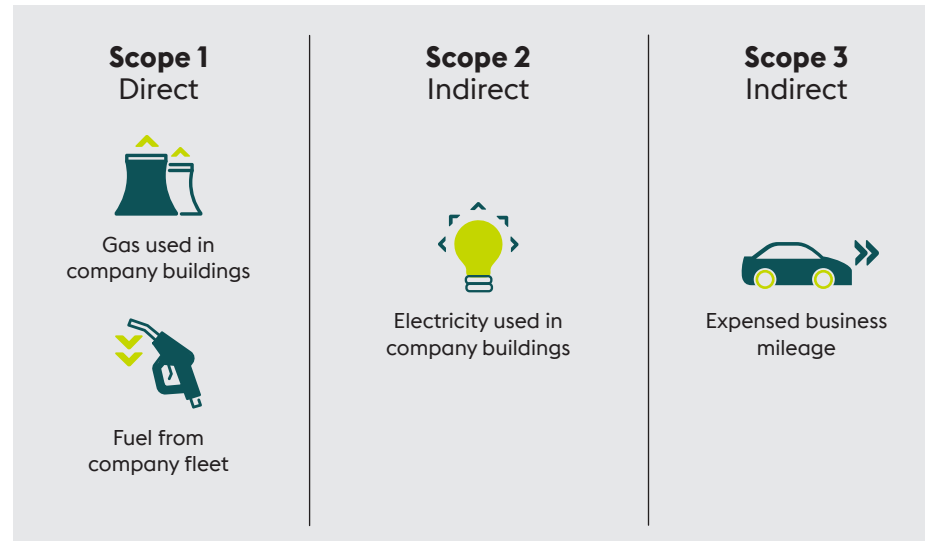 Scope 1
Direct
Gas used in
company buildings
Fuel from
company fleet
Scope 2
Indirect
Electricity used in
company buildings
Scope 3
Indirect
Expensed business
mileage